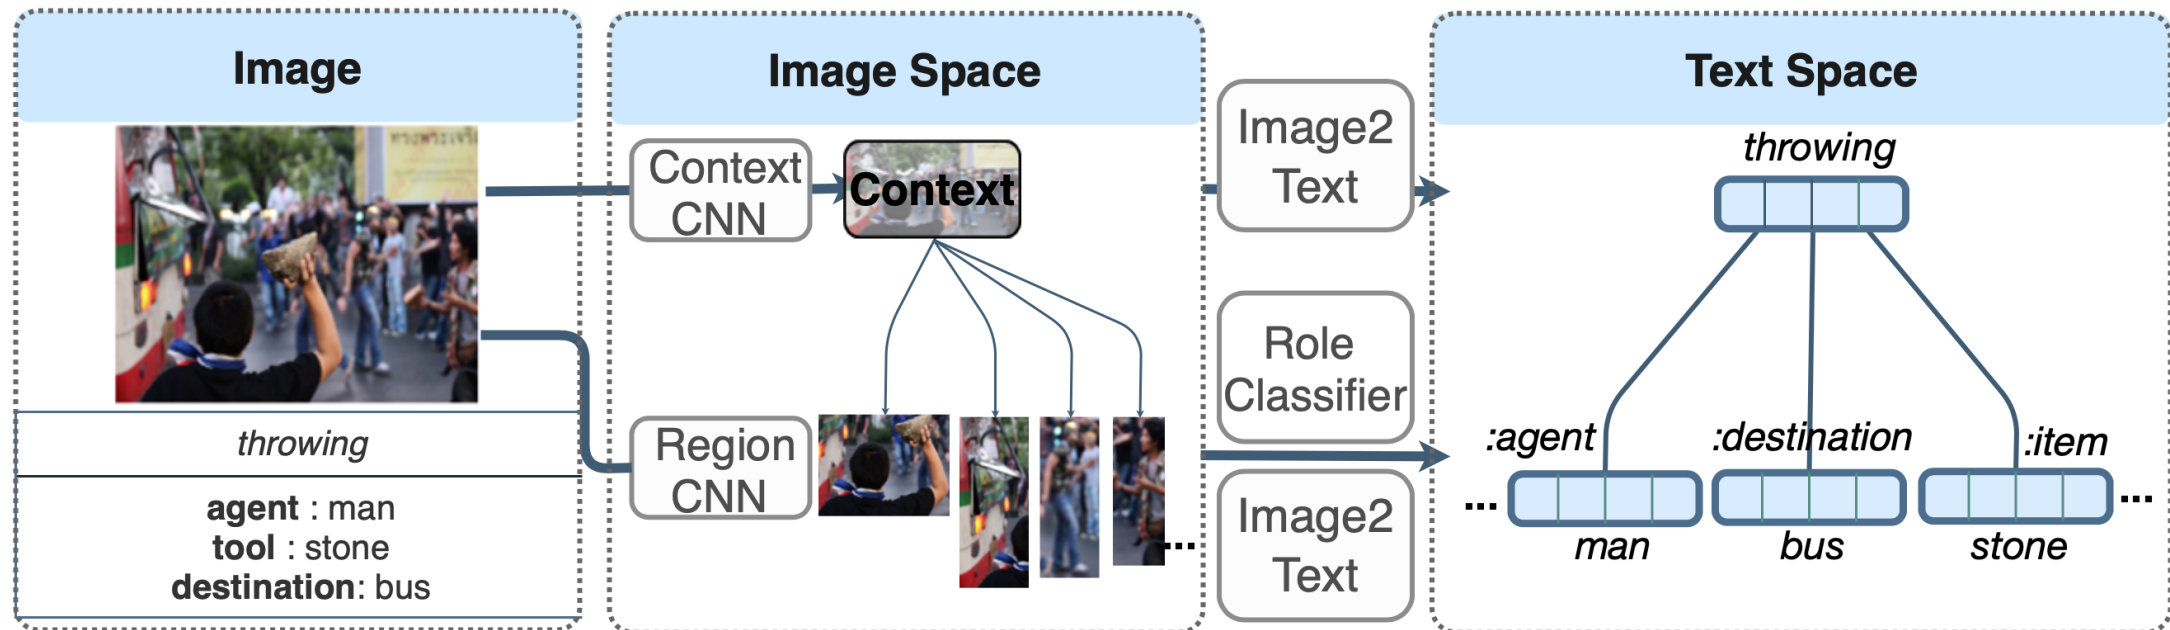 Image
throwing
agent : man
tool : stone
destination: bus
Image Space
Context
CNN
Context
Region
CNN
...
Image2
Text
Role
Classifier
Image2
Text
Text Space
throwing
:agent
:destination
:item
...
...
man
bus
stone